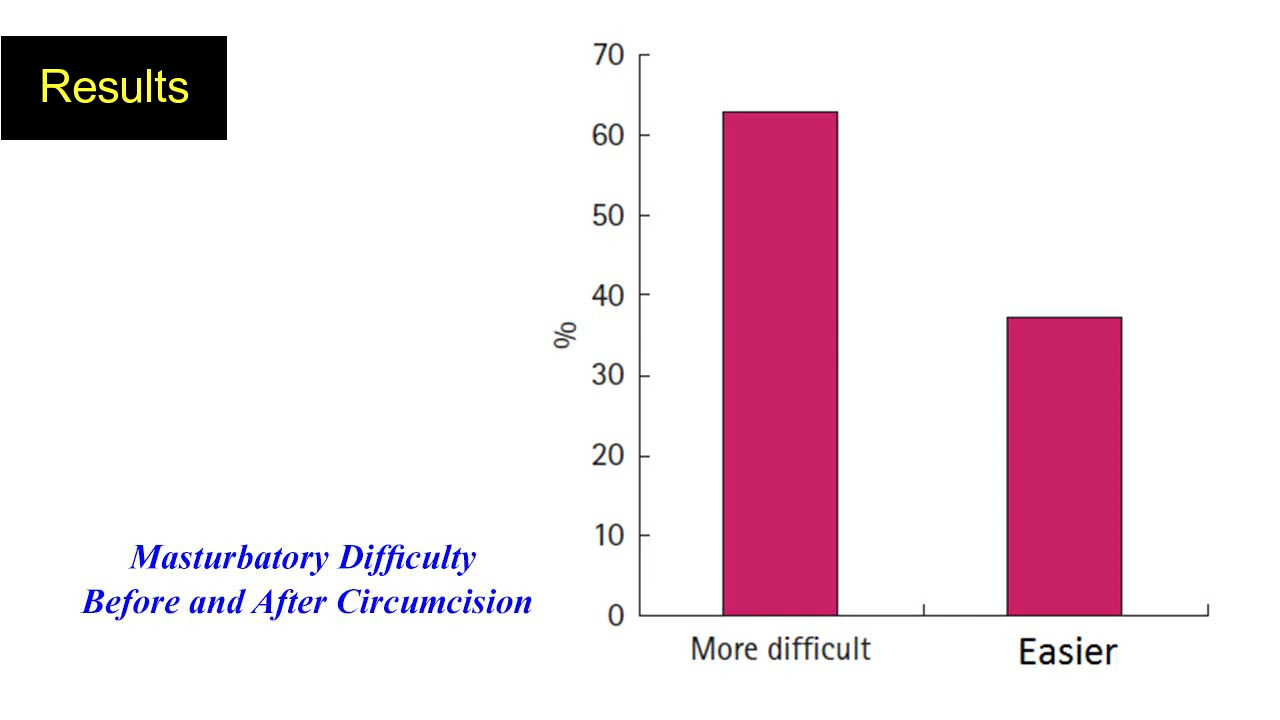 Results
70
60
50
40
%
30
20
10
0
More difficult
Easier
Masturbatory Difficulty
Before and After Circumcision